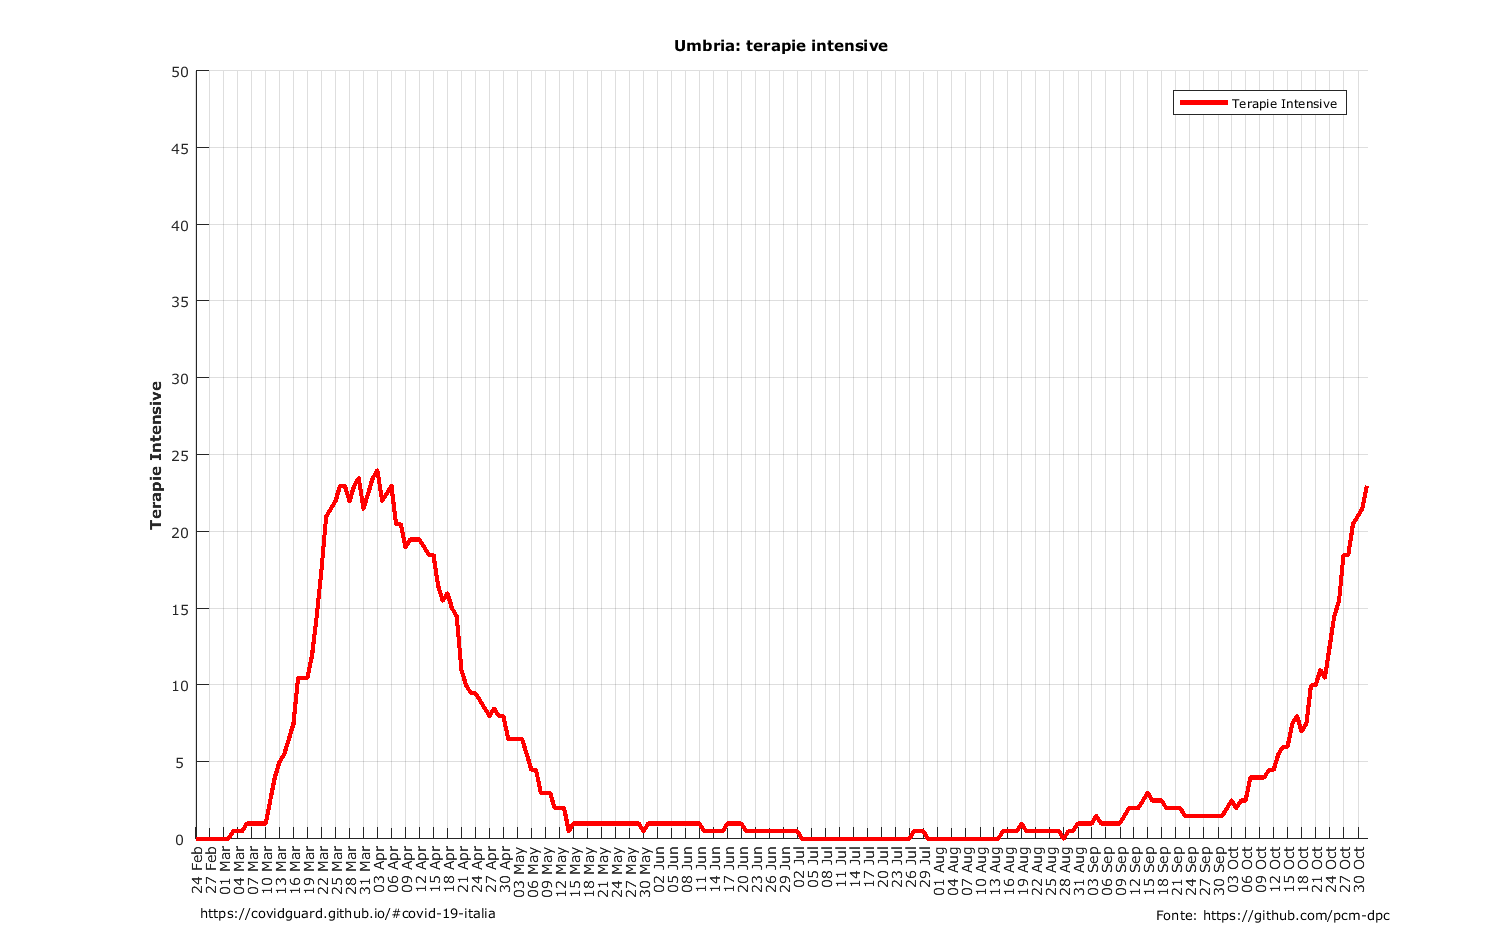 Umbria: terapie intensive
Terapie Intensive
Terapie Intensive
50
45
40
35
30
25
20
15
10
5
0
24 Feb
27 Feb
01 Mar
04 Mar
07 Mar
10 Mar
13 Mar
16 Mar
19 Mar
22 Mar
25 Mar
28 Mar
31 Mar
03 Apr
06 Apr
09 Apr
12 Apr
15 Apr
18 Apr
21 Apr
24 Apr
27 Apr
30 Apr
03 May
06 May
09 May
12 May
15 May
18 May
21 May
24 May
27 May
30 May
02 Jun
05 Jun
08 Jun
11 Jun
14 Jun
17 Jun
20 Jun
23 Jun
26 Jun
29 Jun
02 Jul
05 Jul
08 Jul
11 Jul
14 Jul
17 Jul
20 Jul
23 Jul
26 Jul
29 Jul
01 Aug
04 Aug
07 Aug
10 Aug
13 Aug
16 Aug
19 Aug
22 Aug
25 Aug
28 Aug
31 Aug
03 Sep
06 Sep
09 Sep
12 Sep
15 Sep
18 Sep
21 Sep
24 Sep
27 Sep
30 Sep
03 Oct
06 Oct
09 Oct
12 Oct
15 Oct
18 Oct
21 Oct
24 Oct
27 Oct
30 Oct
https://covidguard.github.io/#covid-19-italia
Fonte: https://github.com/pcm-dpc